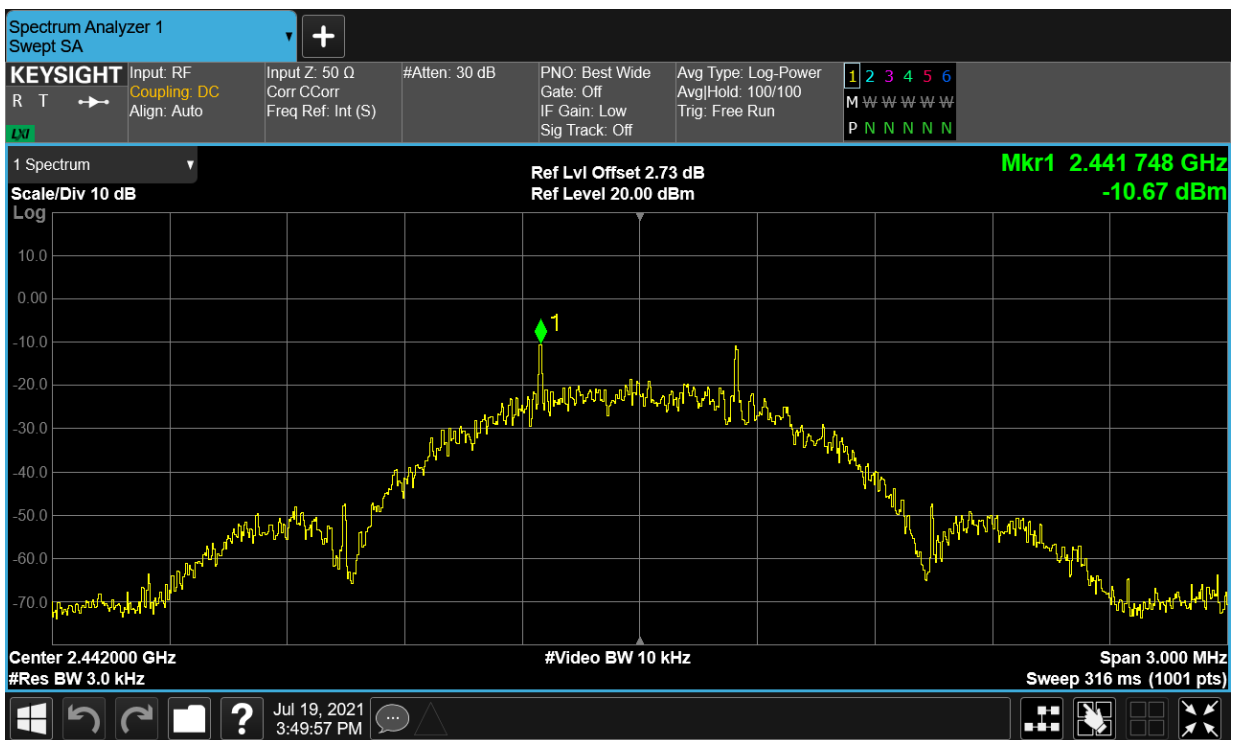 Spectrum Analyzer 1
Swept SA
+
KEYSIGHT
R T
LXI
Input: RF
Coupling: DC
Align: Auto
Input Z: 50 Ω
Corr CCorr
Freq Ref: Int (S)
#Atten: 30 dB
PNO: Best Wide
Gate: Off
IF Gain: Low
Sig Track: Off
Avg Type: Log-Power
Avg|Hold: 100/100
Trig: Free Run
1 2 3 4 5 6
M W W W W W
P N N N N N
1 Spectrum
Scale/Div 10 dB
Log
Ref Lvl Offset 2.73 dB
Ref Level 20.00 dBm
Mkr1 2.441 748 GHz
-10.67 dBm
10.0
0.00
-10.0
-20.0
-30.0
-40.0
-50.0
-60.0
-70.0
1
Center 2.442000 GHz
#Res BW 3.0 kHz
#Video BW 10 kHz
Span 3.000 MHz
Sweep 316 ms (1001 pts)
?
Jul 19, 2021
3:49:57 PM